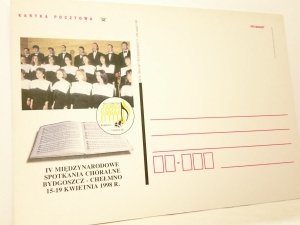 KARTKA POCZTOWA
IV MIĘDZYNARODOWE
SPOTKANIA CHÓRALNE
BYDGOSZCZ - CHEŁMNO
15-19 KWIETNIA 1998 R.